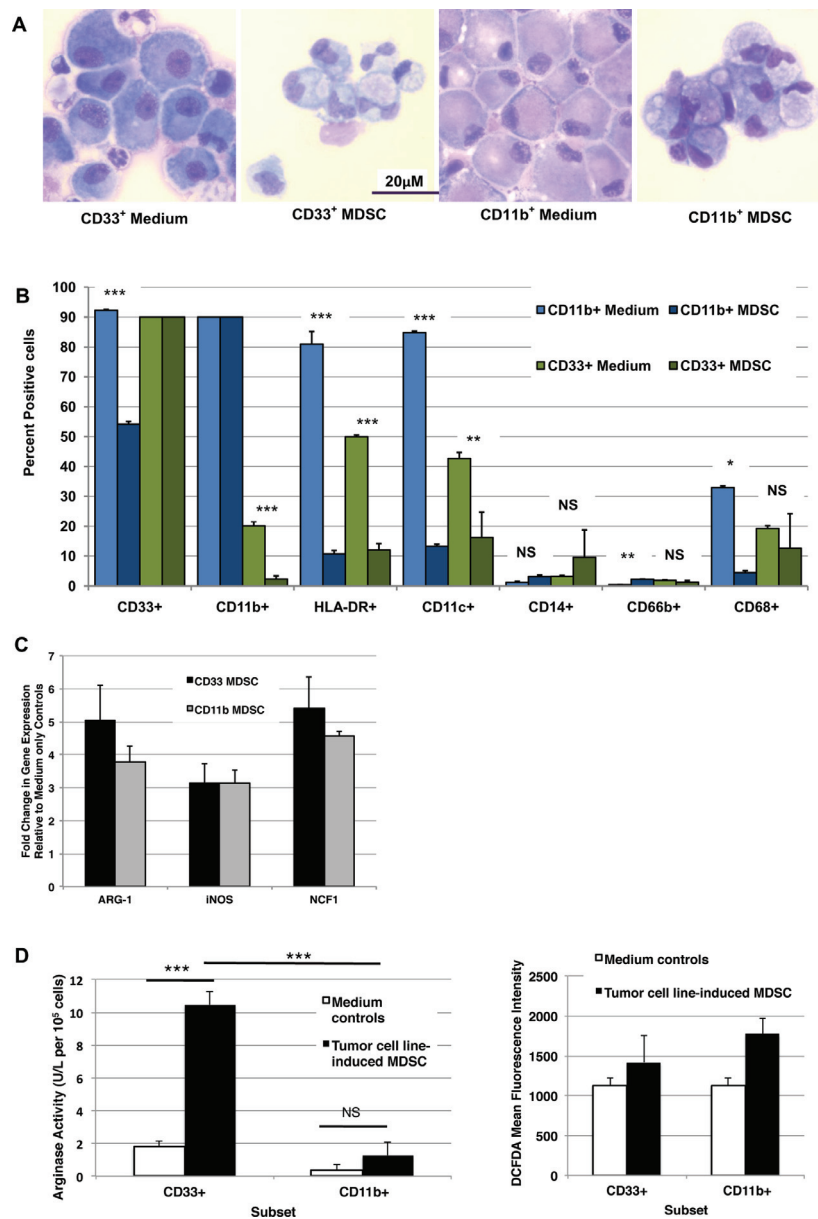 A
20µM
CD33+ Medium
CD33+ MDSC
CD11b+ Medium
CD11b+ MDSC
B
Percent Positive cells
100
90
80
70
60
50
40
30
20
10
0
***
***
***
***
***
**
NS
NS
**
NS
*
NS
CD11b+ Medium
CD11b+ MDSC
CD33+ Medium
CD33+ MDSC
CD33+
CD11b+
HLA-DR+
CD11c+
CD14+
CD66b+
CD68+
C
Fold Change in Gene Expression
Relative to Medium only Controls
7
6
5
4
3
2
1
0
CD33 MDSC
CD11b MDSC
ARG-1
iNOS
NCF1
D
Arginase Activity (U/L per 10⁵ cells)
12
10
8
6
4
2
0
***
***
NS
Medium
controls
Tumor cell line-
induced MDSC
CD33+
CD11b+
Subset
DCFDA Mean Fluorescence Intensity
2500
2000
1500
1000
500
0
Medium controls
Tumor cell line-induced MDSC
CD33+
CD11b+
Subset